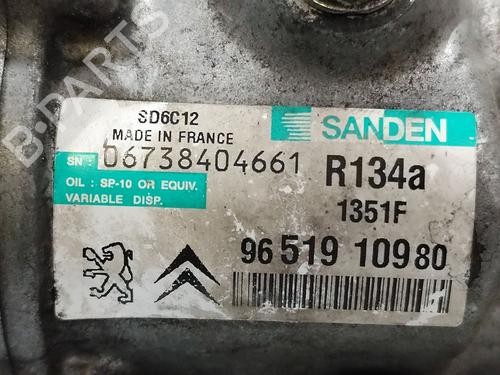 SD6C12
MADE IN FRANCE
SANDEN
SN: 06738404661
R134a
OIL : SP-10 OR EQUIV.
VARIABLE DISP.
1351F
96 519 109 80
B-PARTS